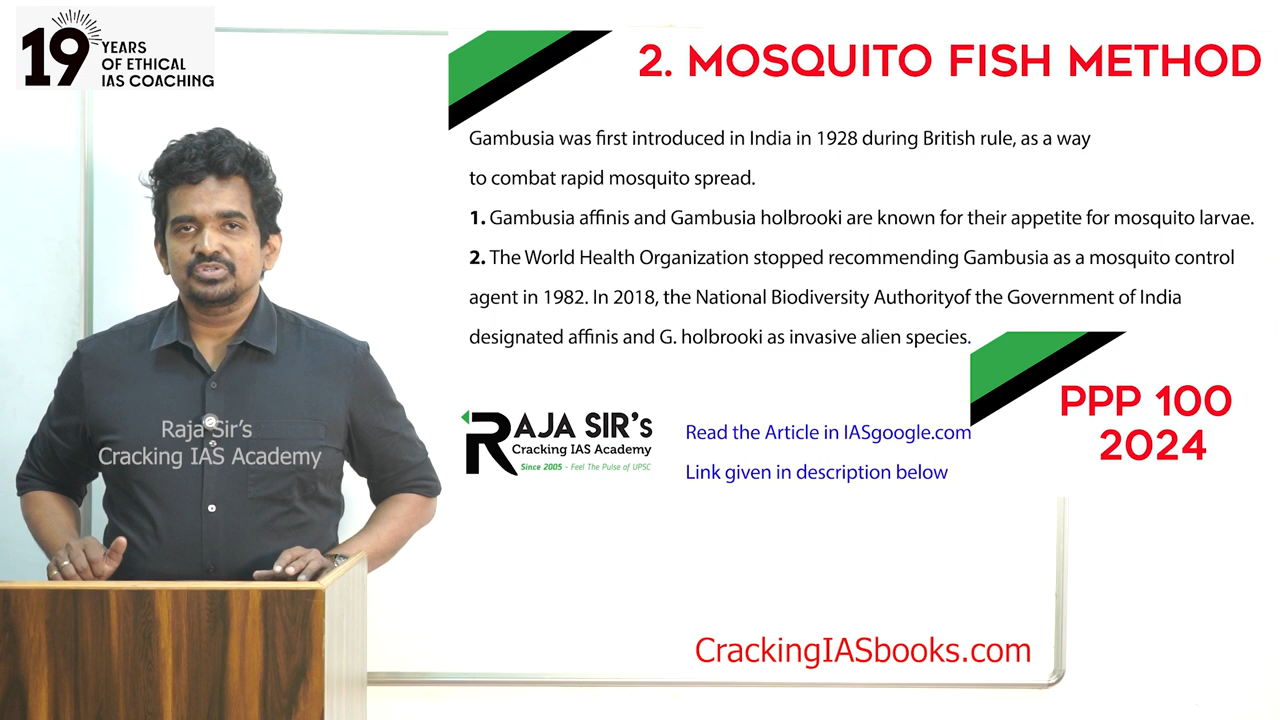 19 YEARS
OF ETHICAL
IAS COACHING
2. MOSQUITO FISH METHOD
Gambusia was first introduced in India in 1928 during British rule, as a way
to combat rapid mosquito spread.
1. Gambusia affinis and Gambusia holbrooki are known for their appetite for mosquito larvae.
2. The World Health Organization stopped recommending Gambusia as a mosquito control
agent in 1982. In 2018, the National Biodiversity Authorityof the Government of India
designated affinis and G. holbrooki as invasive alien species.
PPP 100
2024
RAJA SIR's
Cracking IAS Academy
Since 2005 - Feel The Pulse of UPSC
Read the Article in IASgoogle.com
Link given in description below
Raja Sir's
Cracking IAS Academy
CrackingIASbooks.com